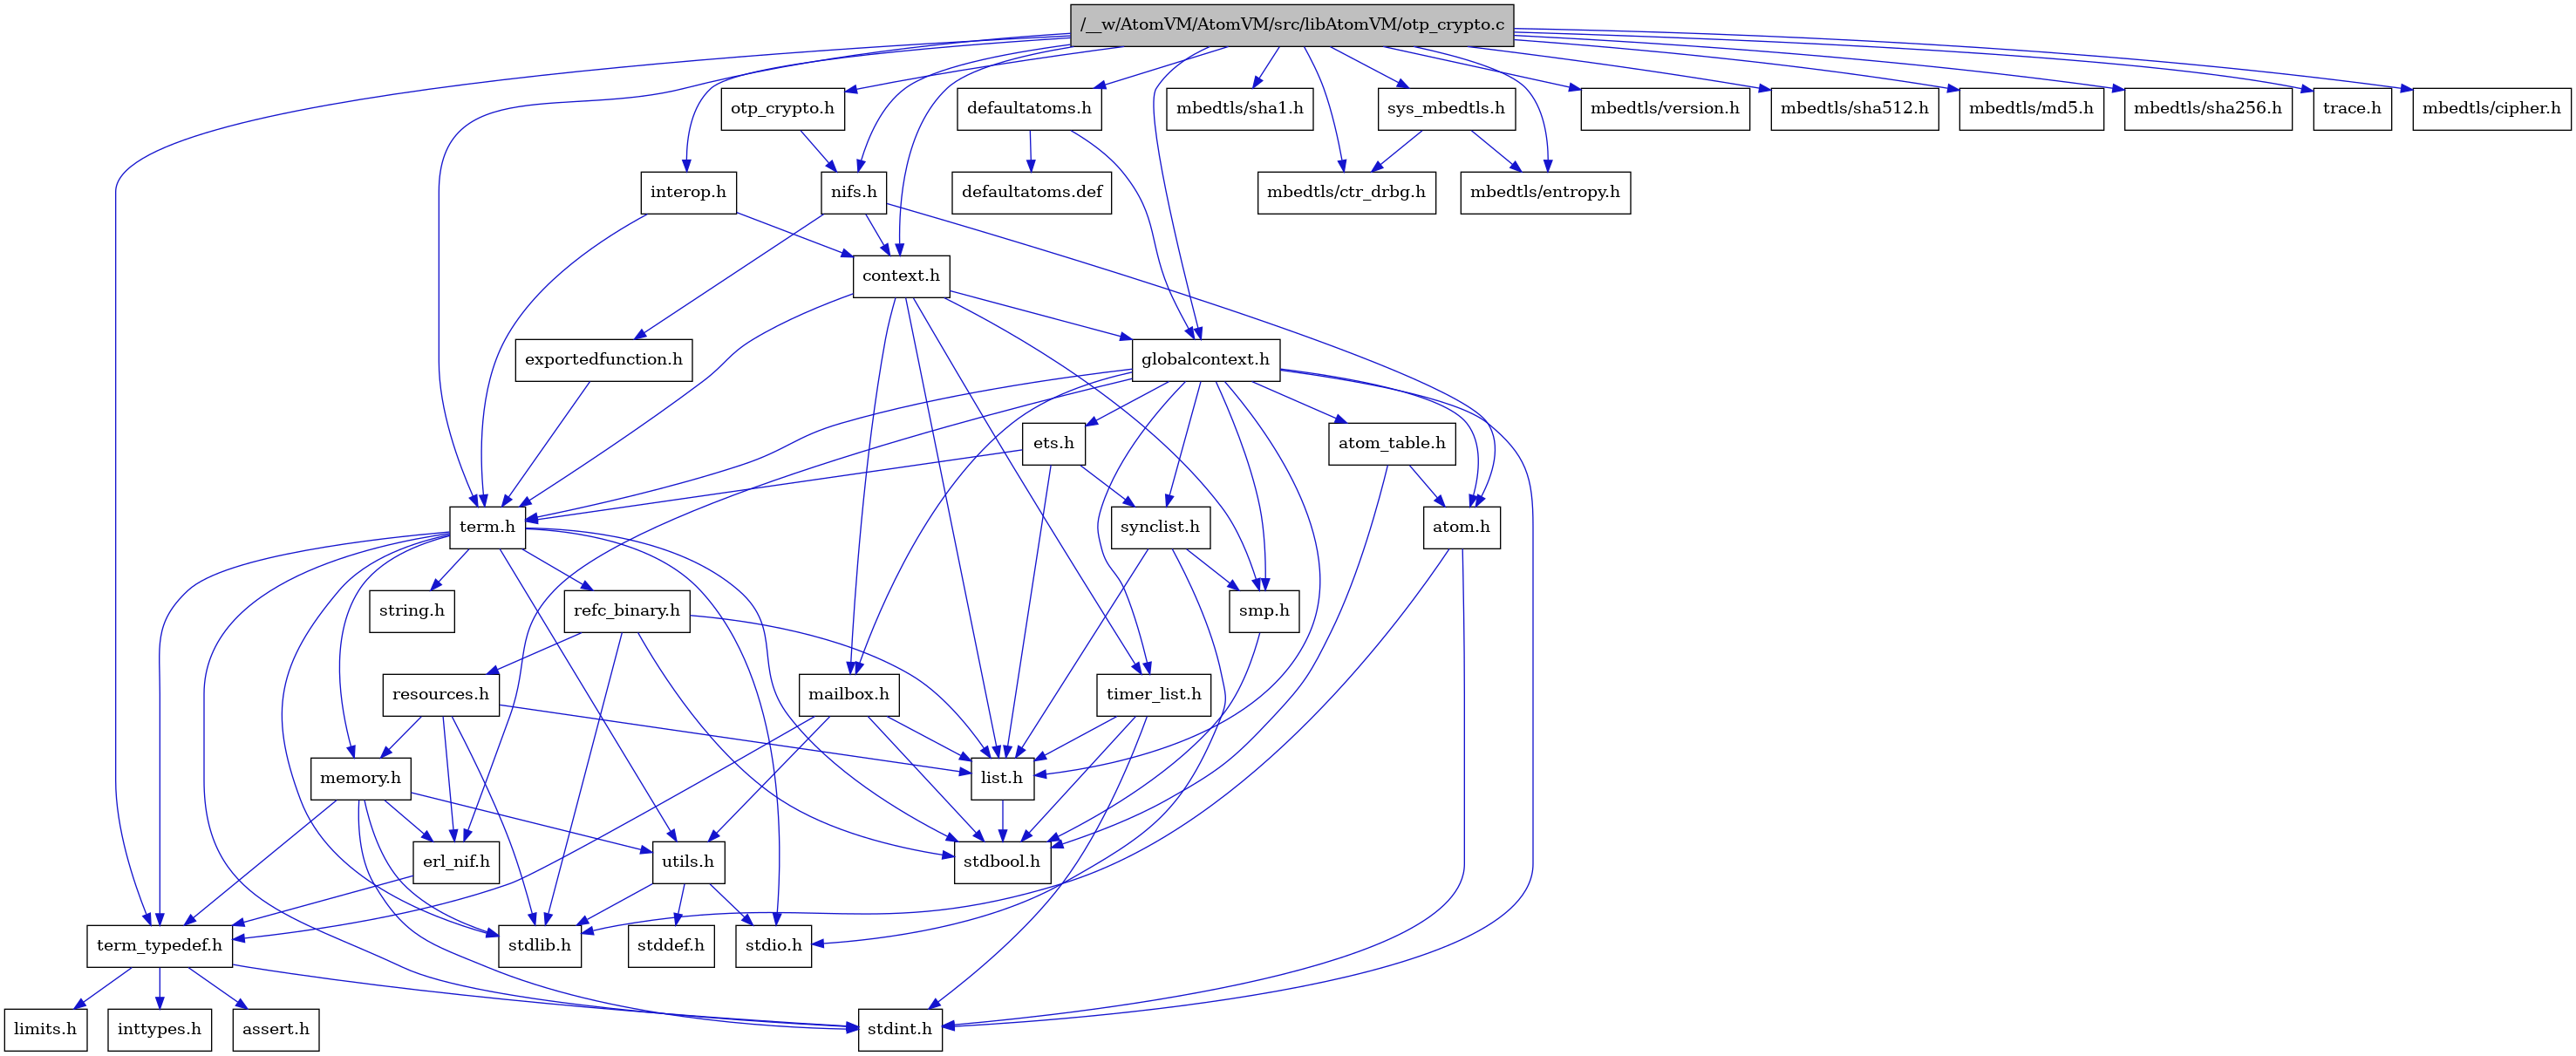 /__w/AtomVM/AtomVM/src/libAtomVM/otp_crypto.c
otp_crypto.h
defaultatoms.h
mbedtls/sha1.h
sys_mbedtls.h
mbedtls/version.h
mbedtls/sha512.h
mbedtls/md5.h
mbedtls/sha256.h
trace.h
mbedtls/cipher.h
interop.h
nifs.h
defaultatoms.def
mbedtls/ctr_drbg.h
mbedtls/entropy.h
context.h
exportedfunction.h
globalcontext.h
ets.h
atom_table.h
term.h
synclist.h
atom.h
string.h
refc_binary.h
smp.h
resources.h
mailbox.h
timer_list.h
memory.h
list.h
erl_nif.h
utils.h
stdbool.h
term_typedef.h
stdlib.h
stddef.h
stdio.h
limits.h
inttypes.h
assert.h
stdint.h